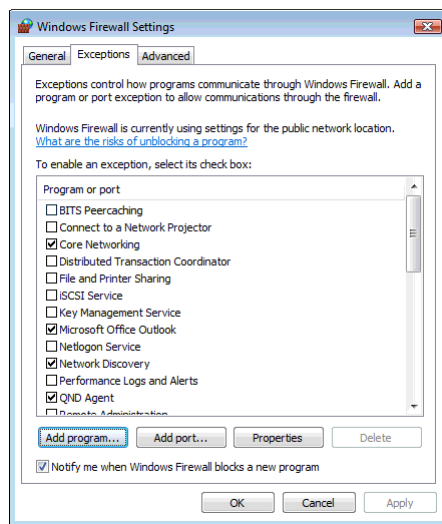 Windows Firewall Settings
General Exceptions Advanced
Exceptions control how programs communicate through Windows Firewall. Add a
program or port exception to allow communications through the firewall.
Windows Firewall is currently using settings for the public network location.
What are the risks of unblocking a program?
To enable an exception, select its check box:
Program or port
BITS Peercaching
Connect to a Network Projector
Core Networking
Distributed Transaction Coordinator
File and Printer Sharing
iSCSI Service
Key Management Service
Microsoft Office Outlook
Netlogon Service
Network Discovery
Performance Logs and Alerts
QND Agent
Remote Administration
Add program... Add port... Properties Delete
Notify me when Windows Firewall blocks a new program
OK Cancel Apply